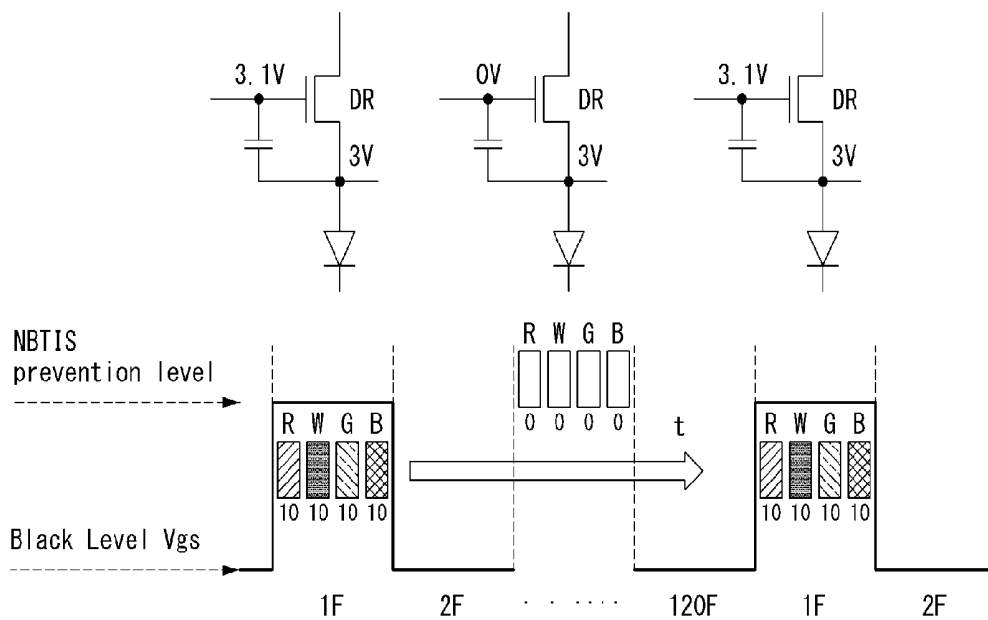 3.1V 0V 3.1V
DR DR DR
3V 3V 3V
R W G B
NBTIS
prevention level
0 0 0 0
t
R W G B R W G B
10 10 10 10 10 10 10 10
Black Level Vgs
1F 2F ........ 120F 1F 2F